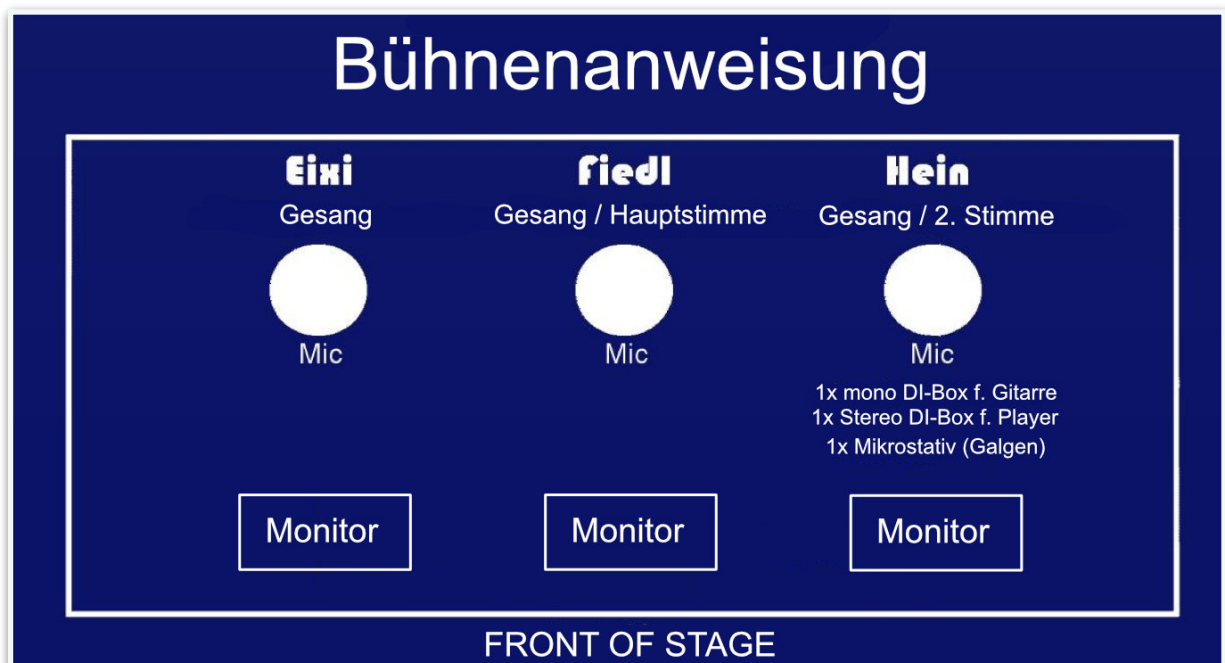 Bühnenanweisung
Eixi
Gesang
Mic
Fiedl
Gesang / Hauptstimme
Mic
Hein
Gesang / 2. Stimme
Mic
1x mono DI-Box f. Gitarre
1x Stereo DI-Box f. Player
1x Mikrostativ (Galgen)
Monitor
Monitor
Monitor
FRONT OF STAGE